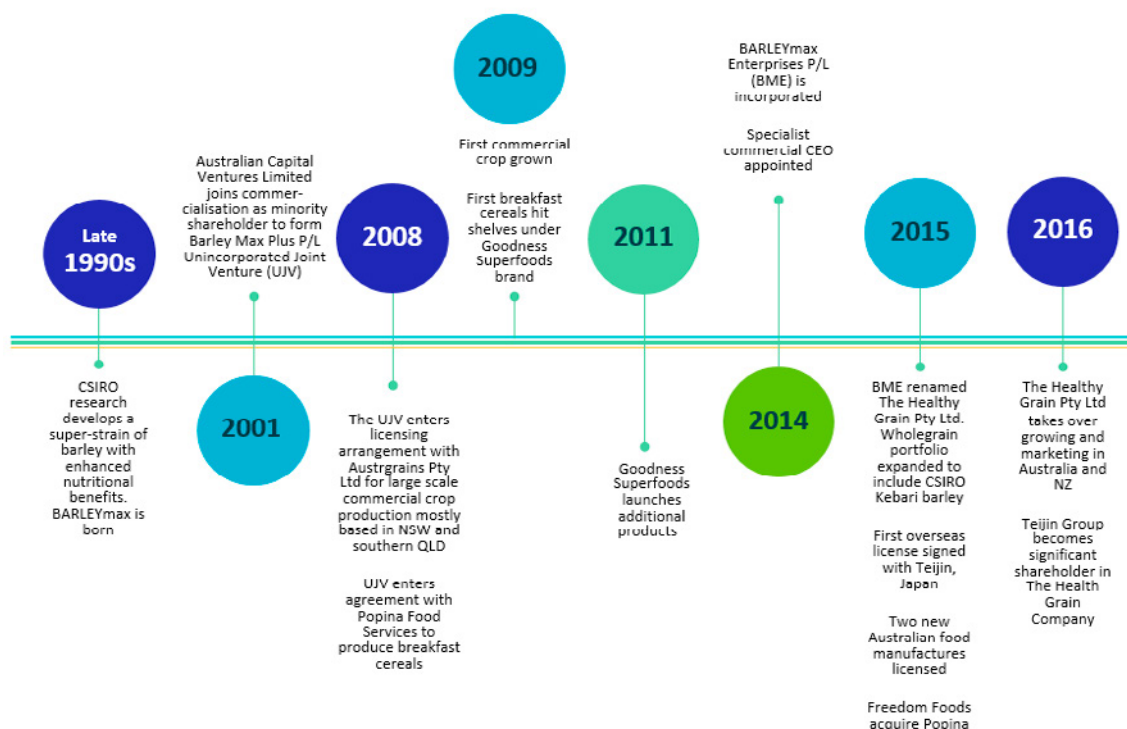 Late
1990s
CSIRO
research
develops a
super-strain of
barley with
enhanced
nutritional
benefits.
BARLEYmax is
born
Australian Capital
Ventures Limited
joins commer-
cialisation as minority
shareholder to form
Barley Max Plus P/L
Unincorporated Joint
Venture (UJV)
2001
2008
The UJV enters
licensing
arrangement with
Austrgrains Pty
Ltd for large scale
commercial crop
production mostly
based in NSW and
southern QLD
UJV enters
agreement with
Popina Food
Services to
produce breakfast
cereals
2009
First commercial
crop grown
First breakfast
cereals hit
shelves under
Goodness
Superfoods
brand
2011
Goodness
Superfoods
launches
additional
products
BARLEYmax
Enterprises P/L
(BME) is
incorporated
Specialist
commercial CEO
appointed
2014
2015
BME renamed
The Healthy
Grain Pty Ltd.
Wholegrain
portfolio
expanded to
include CSIRO
Kebari barley
First overseas
license signed
with Teijin,
Japan
Two new
Australian food
manufactures
licensed
Freedom Foods
acquire Popina
2016
The Healthy
Grain Pty Ltd
takes over
growing and
marketing in
Australia and
NZ
Teijin Group
becomes
significant
shareholder in
The Health
Grain
Company